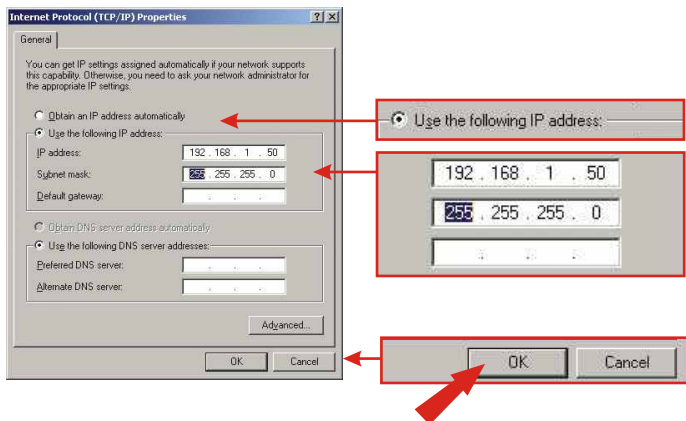 Internet Protocol (TCP/IP) Properties
General
You can get IP settings assigned automatically if your network supports
this capability. Otherwise, you need to ask your network administrator for
the appropriate IP settings.
Obtain an IP address automatically
Use the following IP address:
IP address: 192 . 168 . 1 . 50
Subnet mask: 255 . 255 . 255 . 0
Default gateway: . . .
Obtain DNS server address automatically
Use the following DNS server addresses:
Preferred DNS server: . . .
Alternate DNS server: . . .
Advanced...
OK Cancel
Use the following IP address:
192 . 168 . 1 . 50
255 . 255 . 255 . 0
. . .
OK Cancel